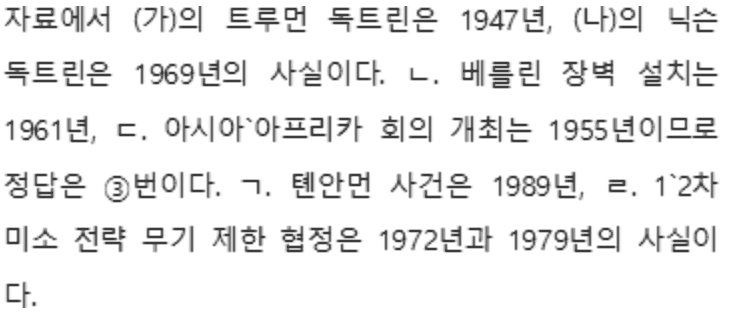 자료에서 (가)의 트루먼 독트린은 1947년, (나)의 닉슨
독트린은 1969년의 사실이다. ㄴ. 베를린 장벽 설치는
1961년, ㄷ. 아시아`아프리카 회의 개최는 1955년이므로
정답은 ③번이다. ㄱ. 톈안먼 사건은 1989년, ㄹ. 1`2차
미소 전략 무기 제한 협정은 1972년과 1979년의 사실이
다.